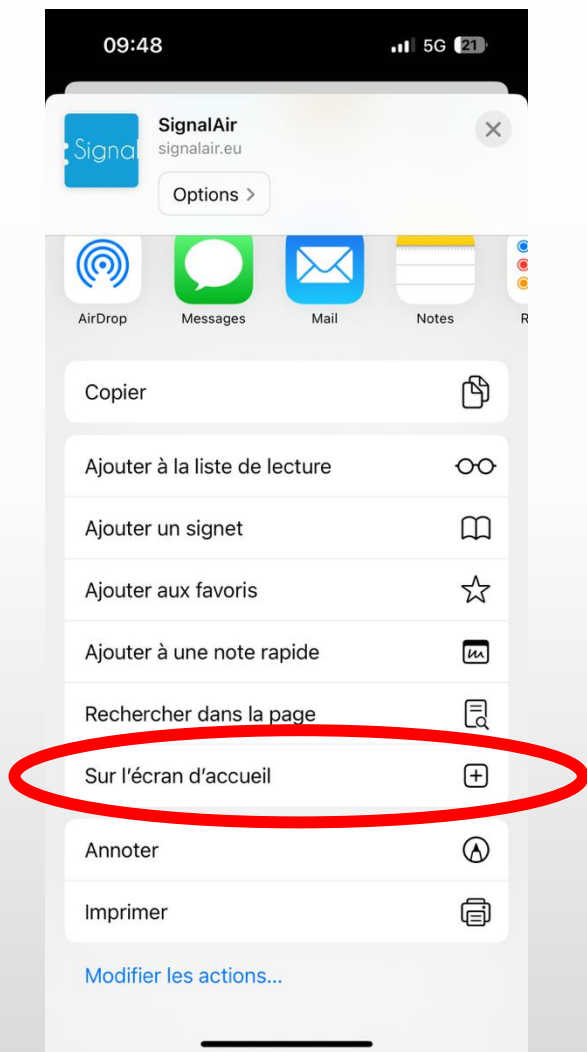 09:48
5G 21
SignalAir
Signal
signalair.eu
Options >
AirDrop
Messages
Mail
Notes
R
Copier
Ajouter à la liste de lecture
Ajouter un signet
Ajouter aux favoris
Ajouter à une note rapide
Rechercher dans la page
Sur l'écran d'accueil
Annoter
Imprimer
Modifier les actions...